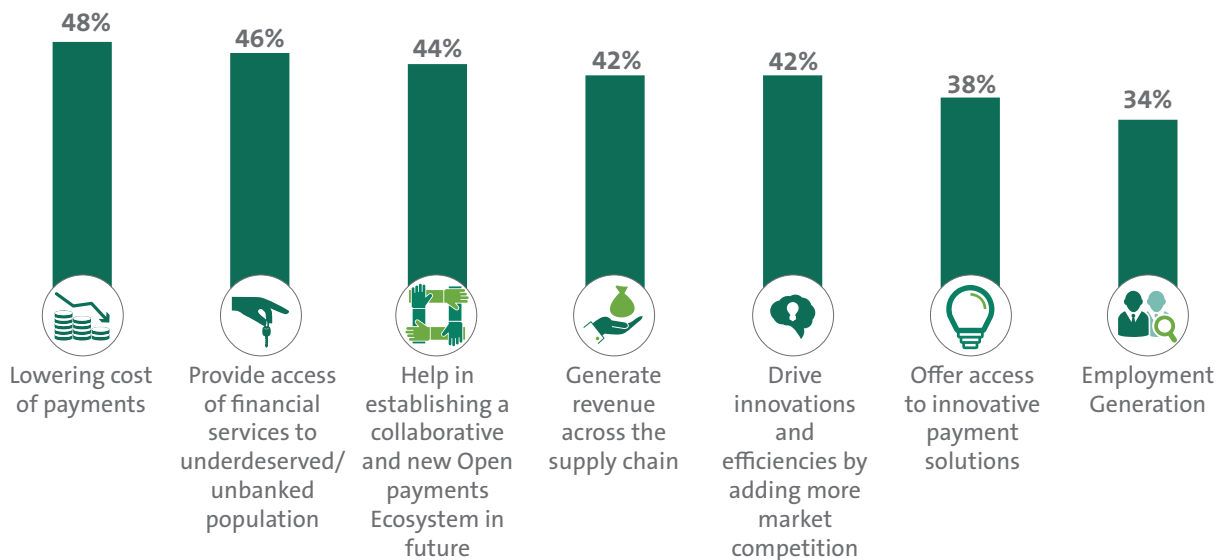 48%
46%
44%
42%
42%
38%
34%
Lowering cost
of payments
Provide access
of financial
services to
underdeserved/
unbanked
population
Help in
establishing a
collaborative
and new Open
payments
Ecosystem in
future
Generate
revenue
across the
supply chain
Drive
innovations
and
efficiencies by
adding more
market
competition
Offer access
to innovative
payment
solutions
Employment
Generation